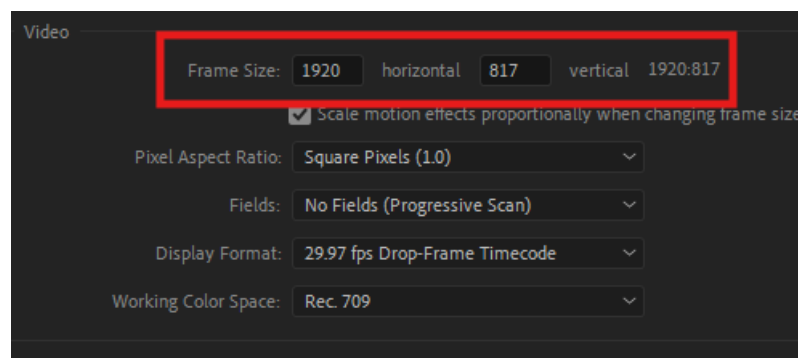 Video
Frame Size: 1920 horizontal 817 vertical 1920:817
Scale motion effects proportionally when changing frame size
Pixel Aspect Ratio: Square Pixels (1.0)
Fields: No Fields (Progressive Scan)
Display Format: 29.97 fps Drop-Frame Timecode
Working Color Space: Rec. 709